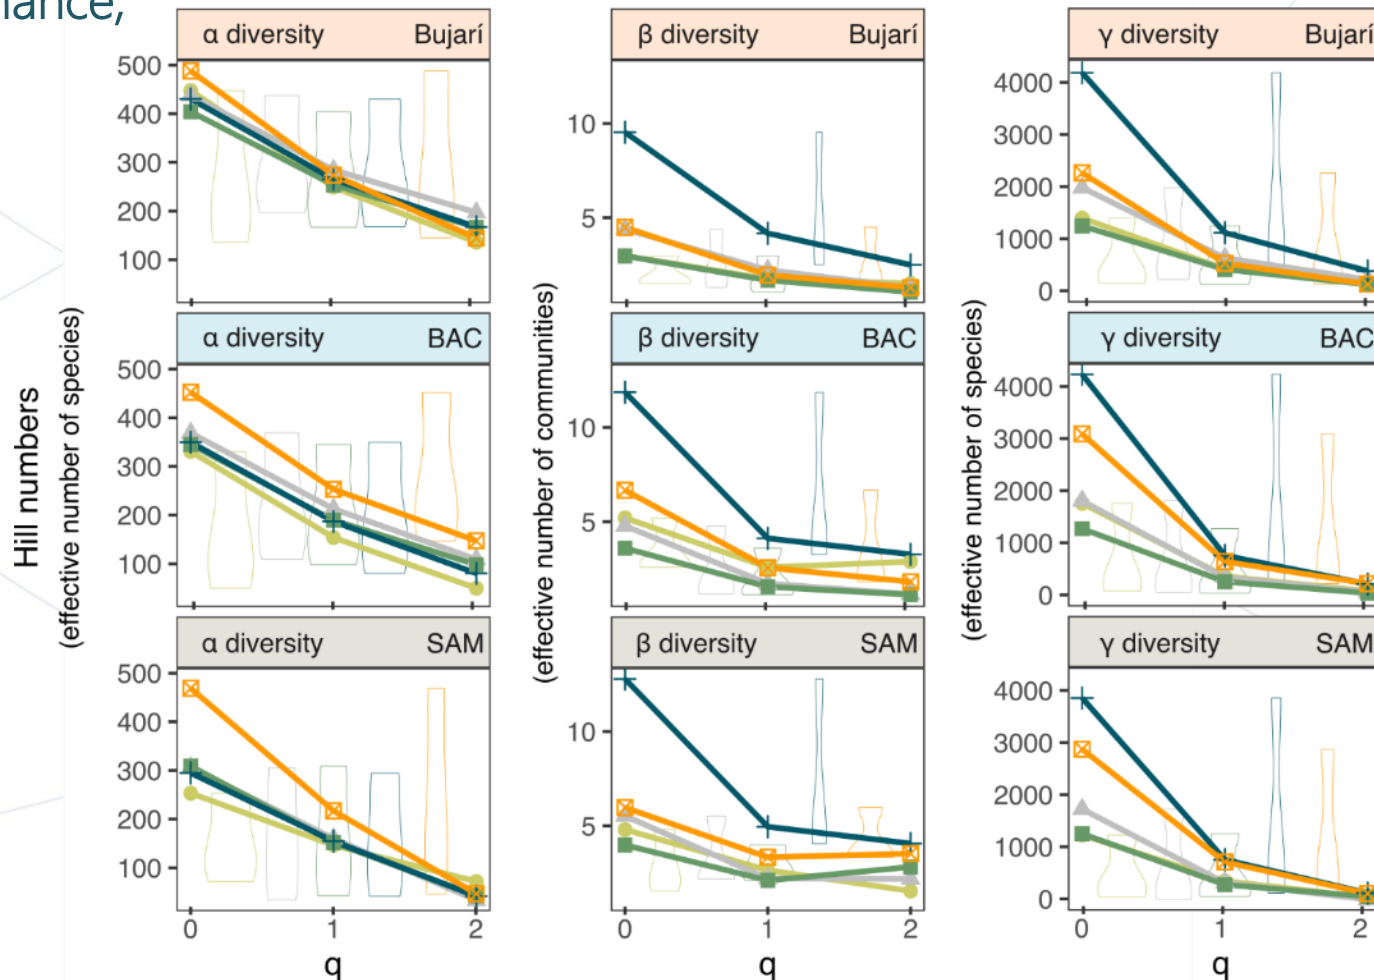 α diversity Bujarí
β diversity Bujarí
γ diversity Bujarí
500
400
300
200
100
10
5
4000
3000
2000
1000
0
α diversity BAC
β diversity BAC
γ diversity BAC
Hill numbers
(effective number of species)
500
400
300
200
100
(effective number of communities)
10
5
(effective number of species)
4000
3000
2000
1000
0
α diversity SAM
β diversity SAM
γ diversity SAM
500
400
300
200
100
10
5
4000
3000
2000
1000
0
0 1 2
0 1 2
0 1 2
q
q
q